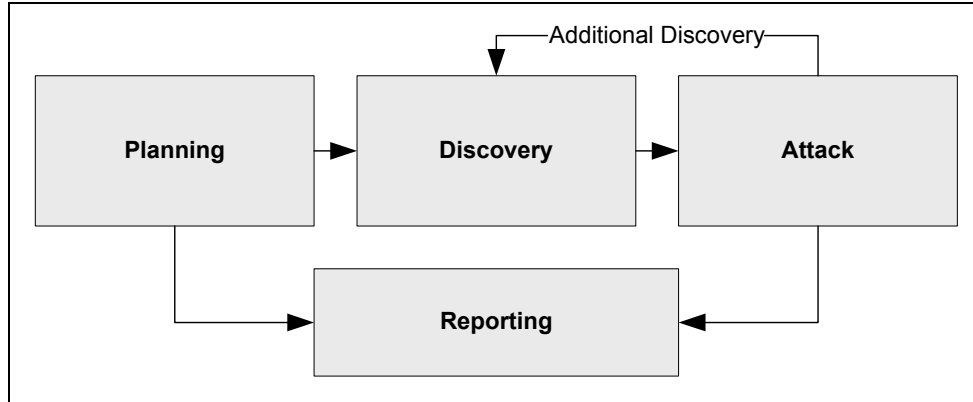 Additional Discovery
Planning
Discovery
Attack
Reporting